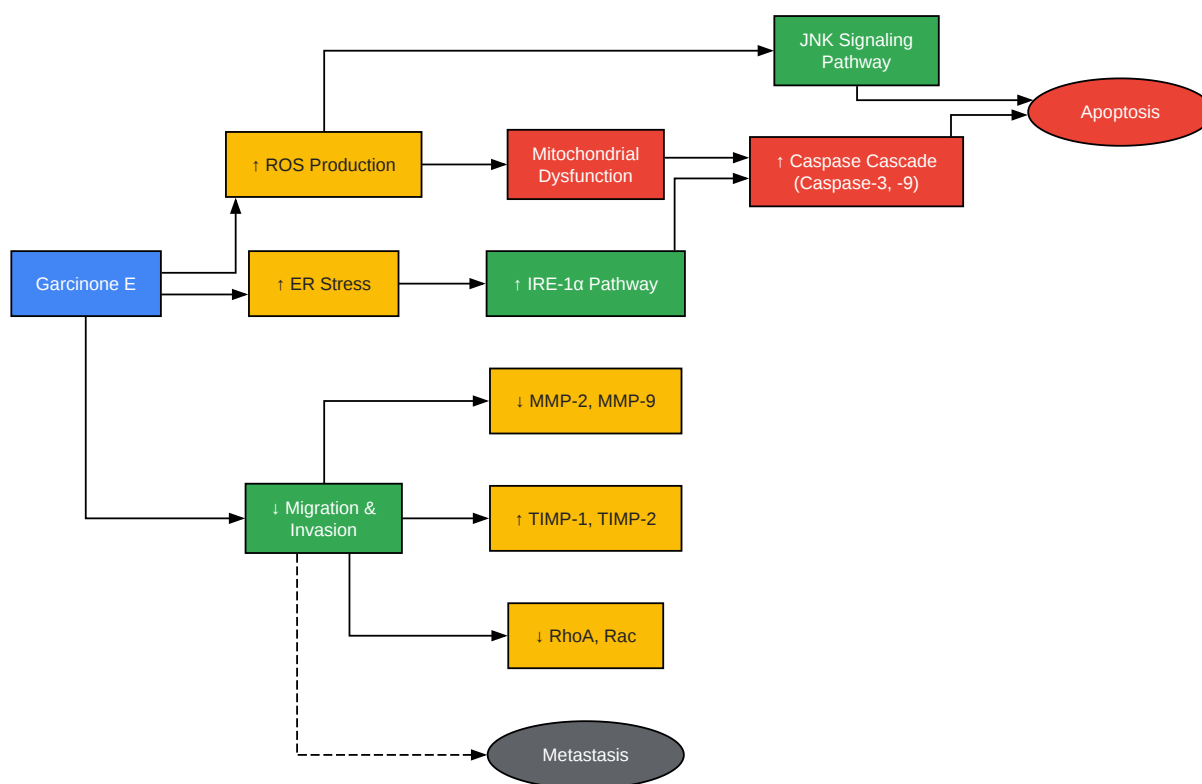 JNK Signaling
Pathway
Apoptosis
↑ ROS Production
Mitochondrial
Dysfunction
↑ Caspase Cascade
(Caspase-3, -9)
Garcinone E
↑ ER Stress
↑ IRE-1α Pathway
↓ MMP-2, MMP-9
↓ Migration &
Invasion
↑ TIMP-1, TIMP-2
↓ RhoA, Rac
Metastasis